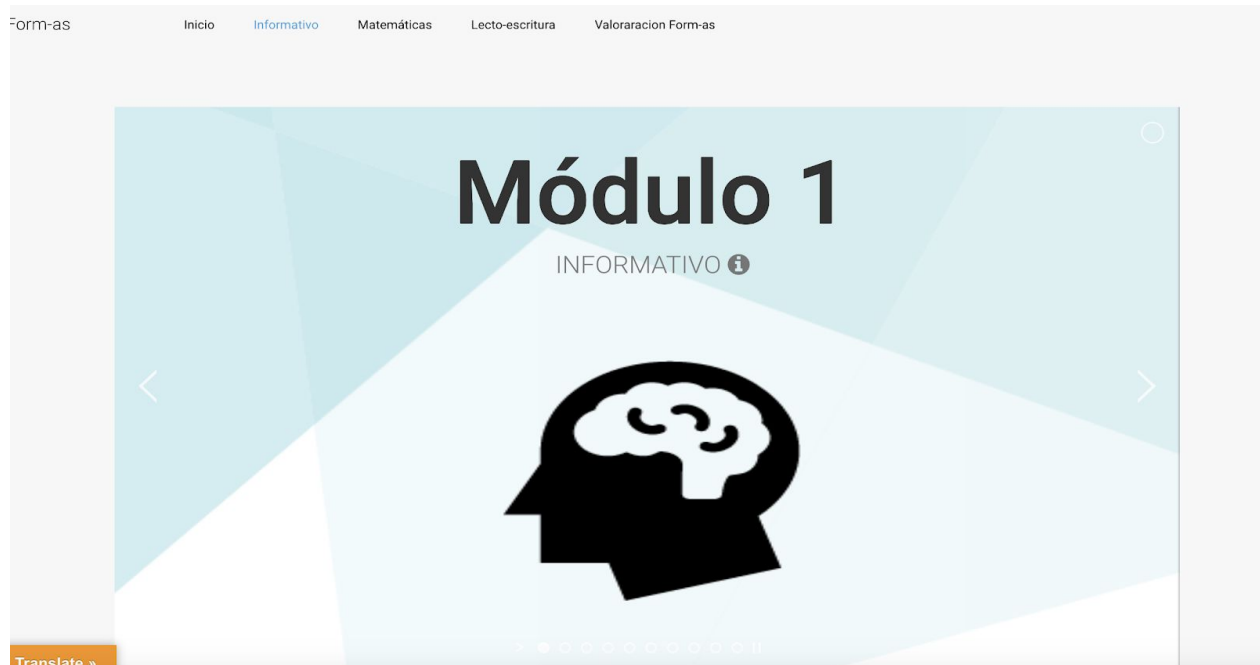 Form-as
Inicio Informativo Matemáticas Lecto-escritura Valoraracion Form-as
Módulo 1
INFORMATIVO
Translate »